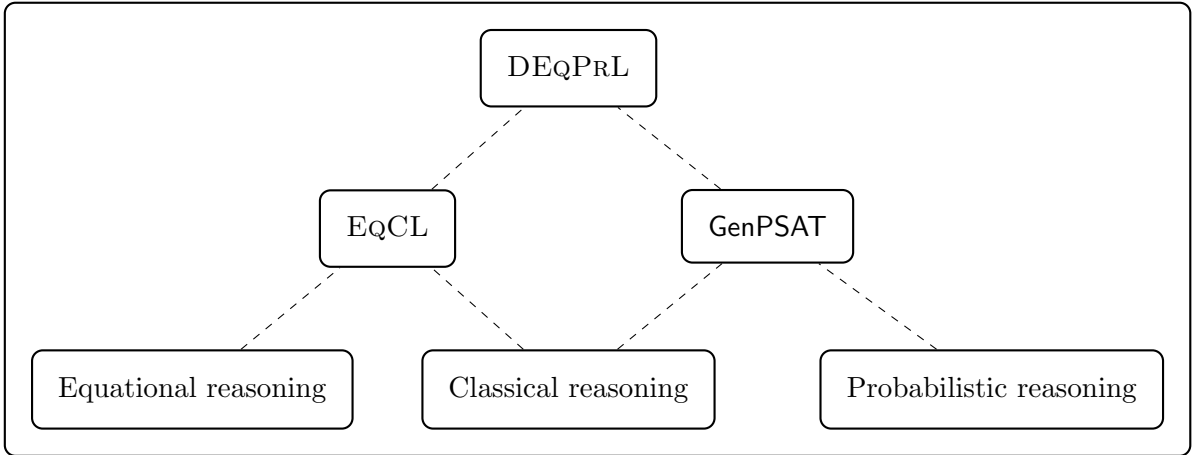 DEQPRL
EQCL
GenPSAT
Equational reasoning
Classical reasoning
Probabilistic reasoning